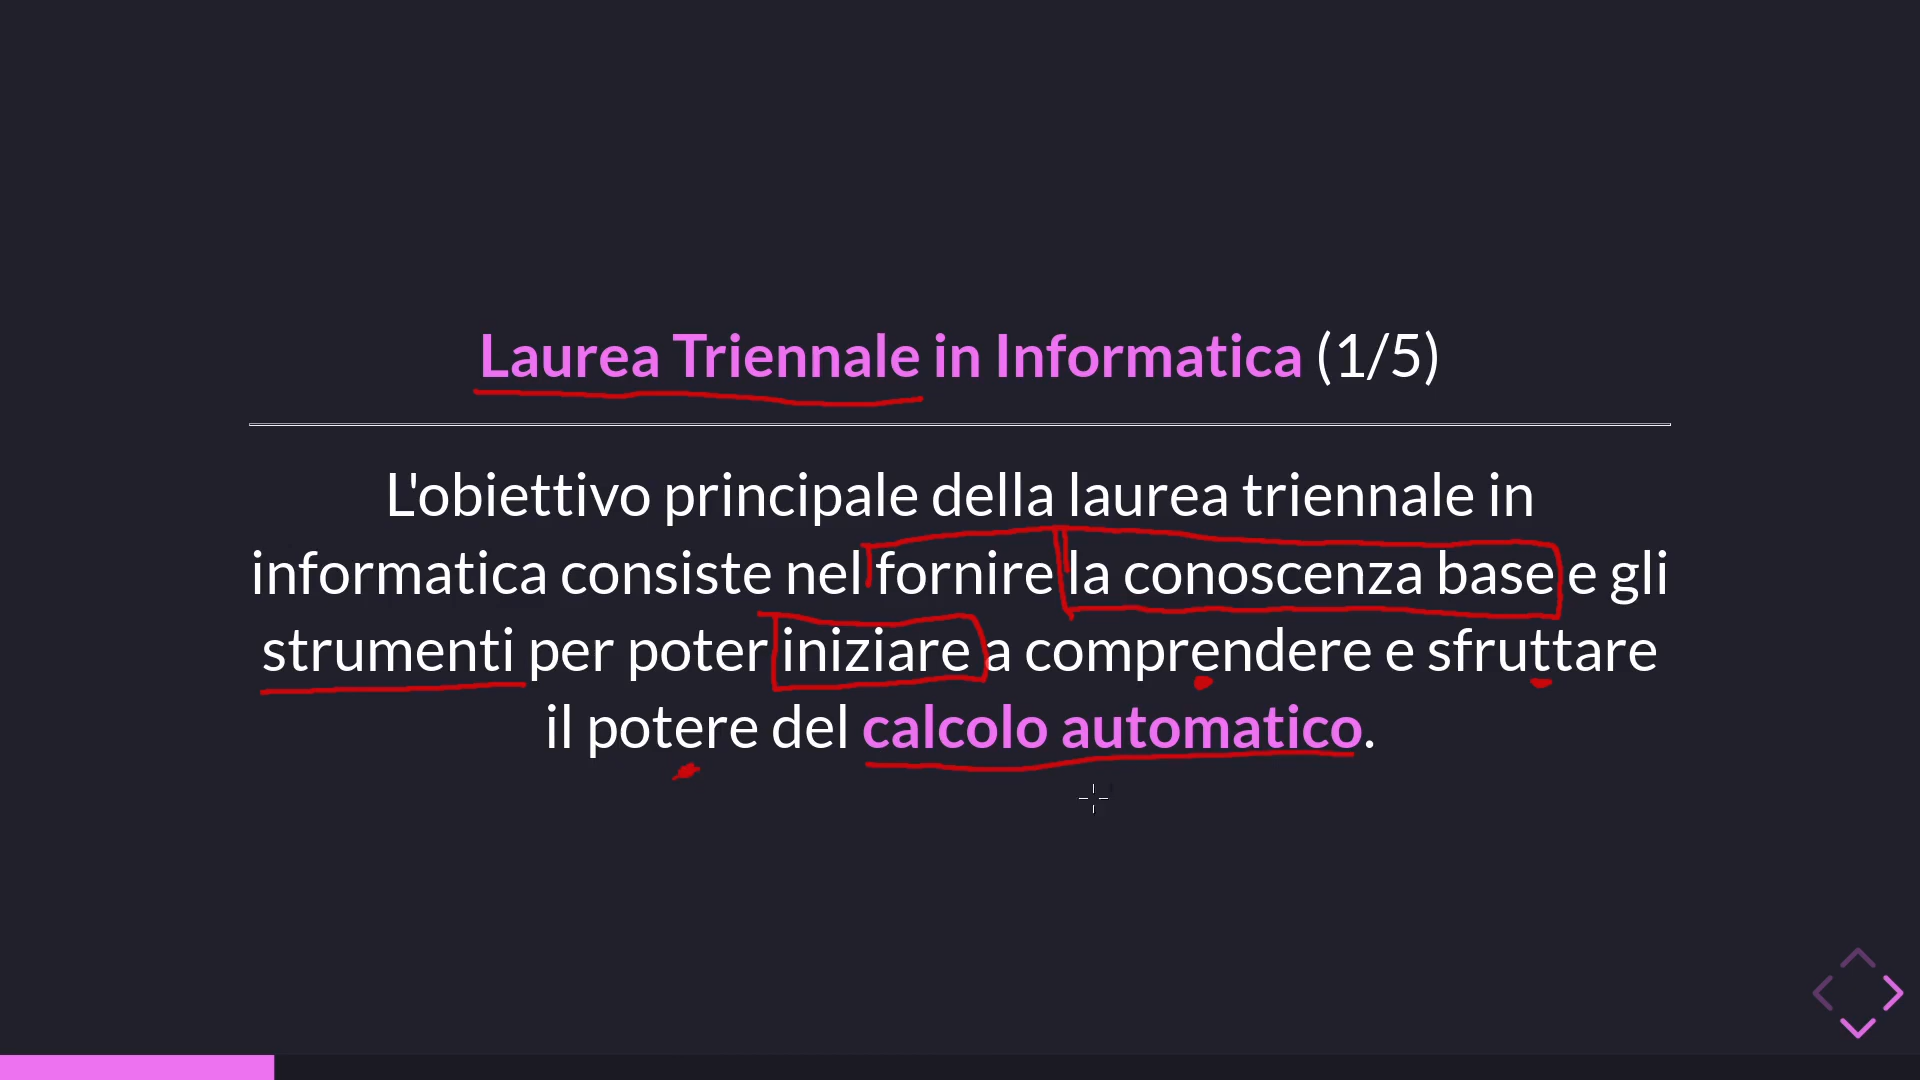 Laurea Triennale in Informatica (1/5)
L'obiettivo principale della laurea triennale in
informatica consiste nel fornire la conoscenza base e gli
strumenti per poter iniziare a comprendere e sfruttare
il potere del calcolo automatico.